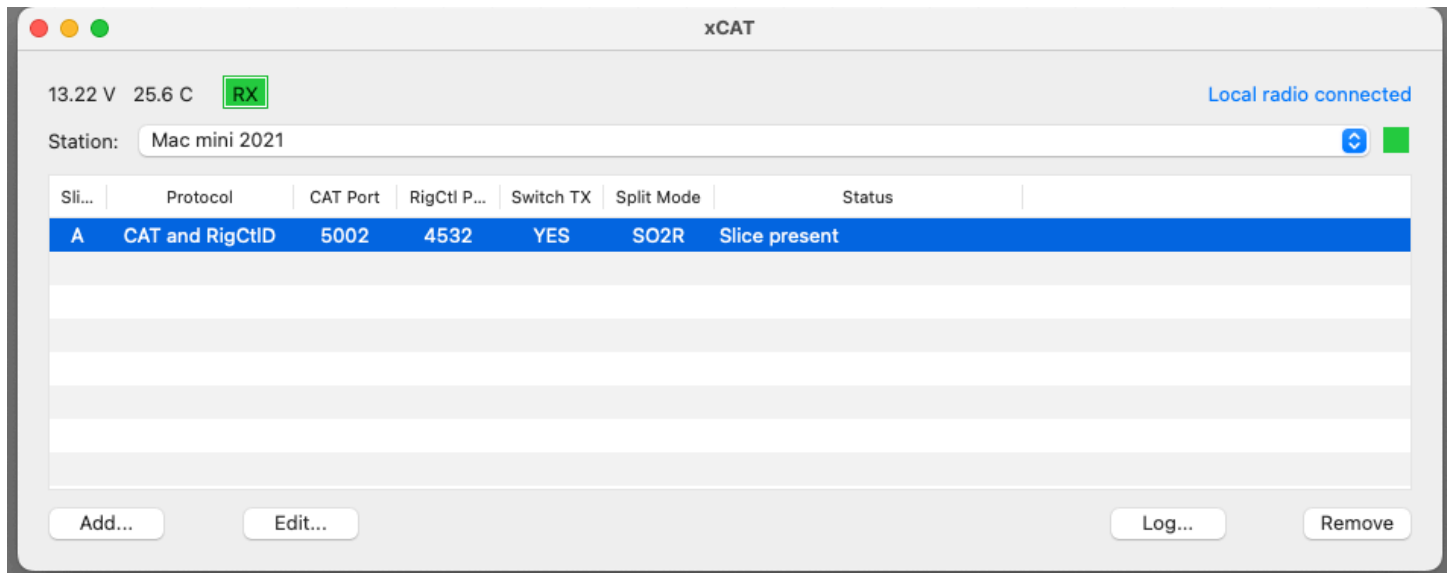 xCAT
13.22 V 25.6 C RX Local radio connected
Station: Mac mini 2021
Sli... Protocol CAT Port RigCtl P... Switch TX Split Mode Status
A CAT and RigCtlD 5002 4532 YES SO2R Slice present
Add... Edit... Log... Remove